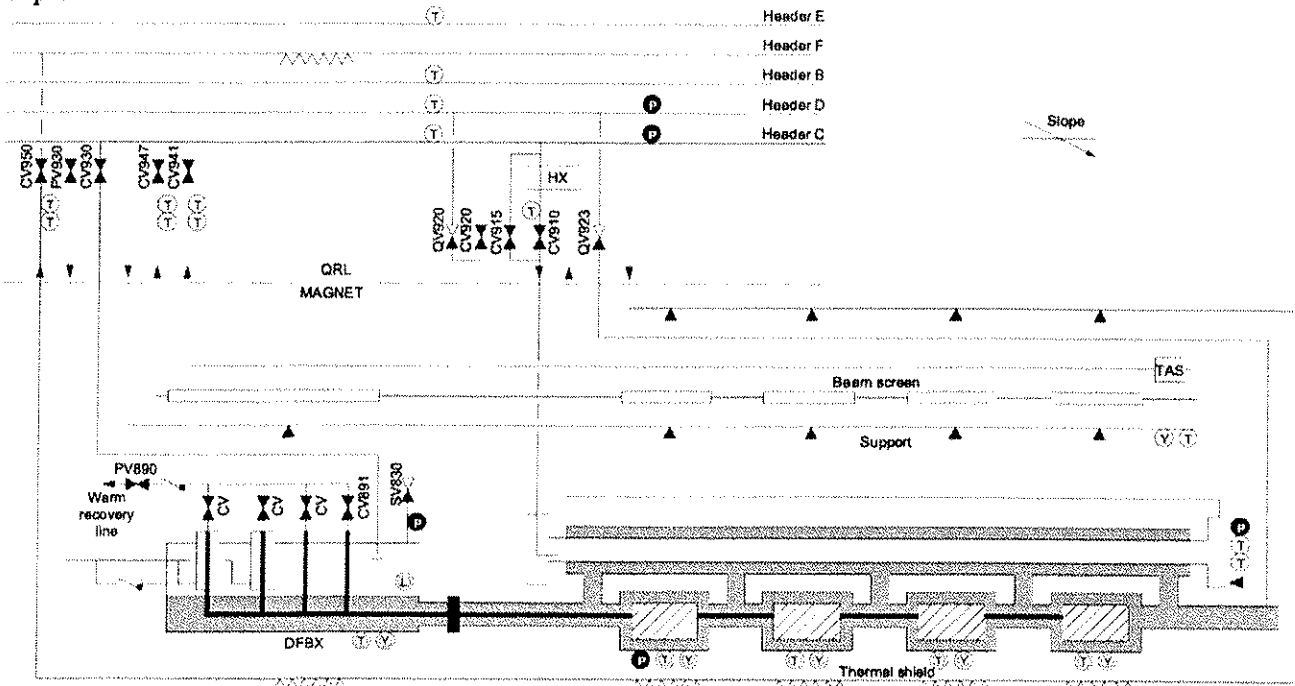 Header E
Header F
Header B
Header D
Header C
T
T
T
T
P
P
Slope
CV950
PV930
CV930
CV947
CV941
T
T
T
T
T
T
HX
T
QV920
CV920
CV915
CV910
QV923
QRL
MAGNET
TAS
Beam screen
Support
Y T
PV890
Warm
recovery
line
CV
CV
CV
CV891
SV830
P
L
DFBX
T Y
P
T
T
P T Y
T Y
T Y
T Y
Thermal shield